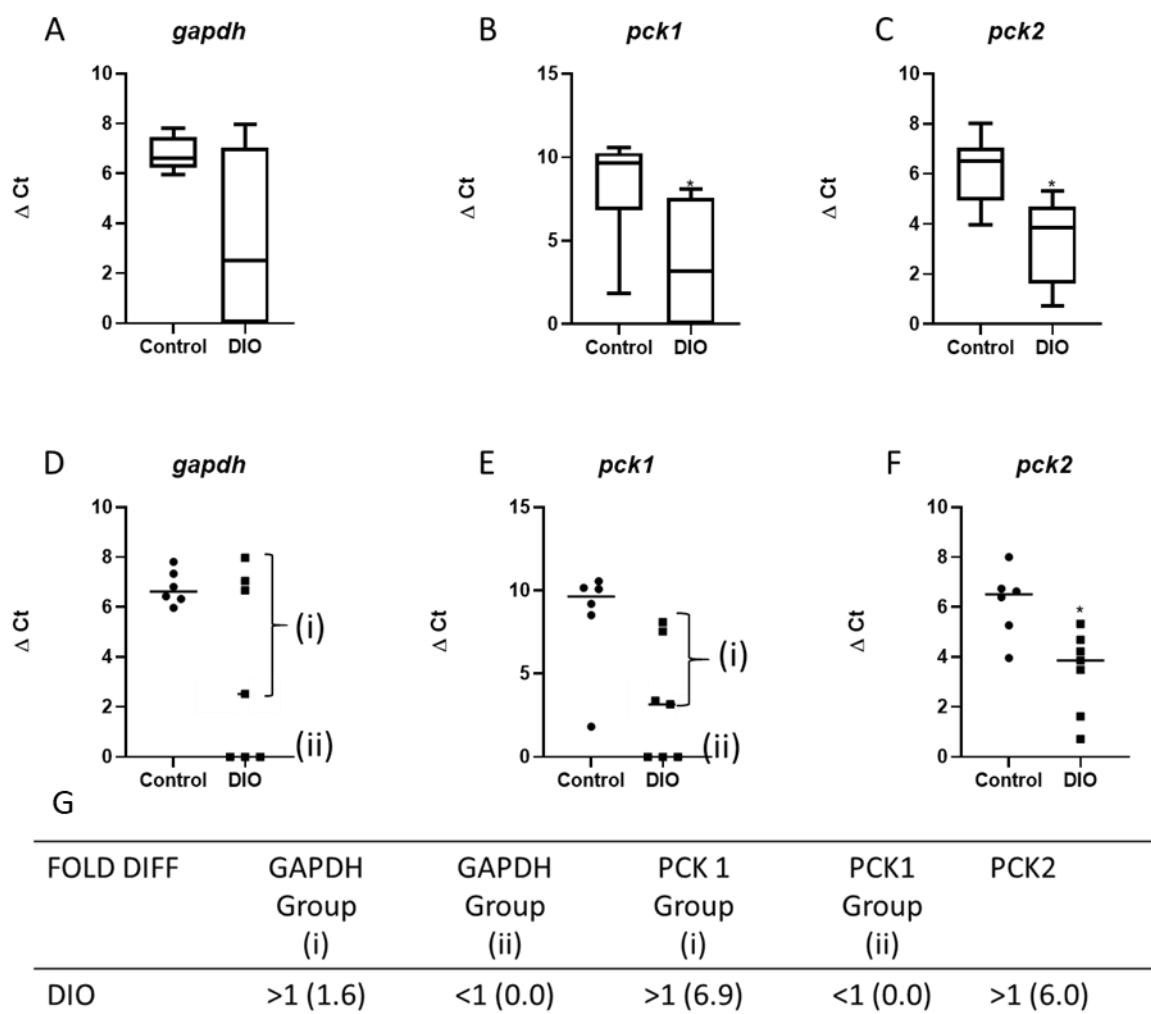 A
gapdh
10
8
6
4
2
0
Δ Ct
Control
DIO
B
pck1
15
10
5
0
Δ Ct
*
Control
DIO
C
pck2
10
8
6
4
2
0
Δ Ct
*
Control
DIO
D
gapdh
10
8
6
4
2
0
Δ Ct
(i)
(ii)
Control
DIO
E
pck1
15
10
5
0
Δ Ct
(i)
(ii)
Control
DIO
F
pck2
10
8
6
4
2
0
Δ Ct
*
Control
DIO
G
FOLD DIFF GAPDH GAPDH PCK 1 PCK1 PCK2
Group Group Group Group
(i) (ii) (i) (ii)
DIO >1 (1.6) <1 (0.0) >1 (6.9) <1 (0.0) >1 (6.0)